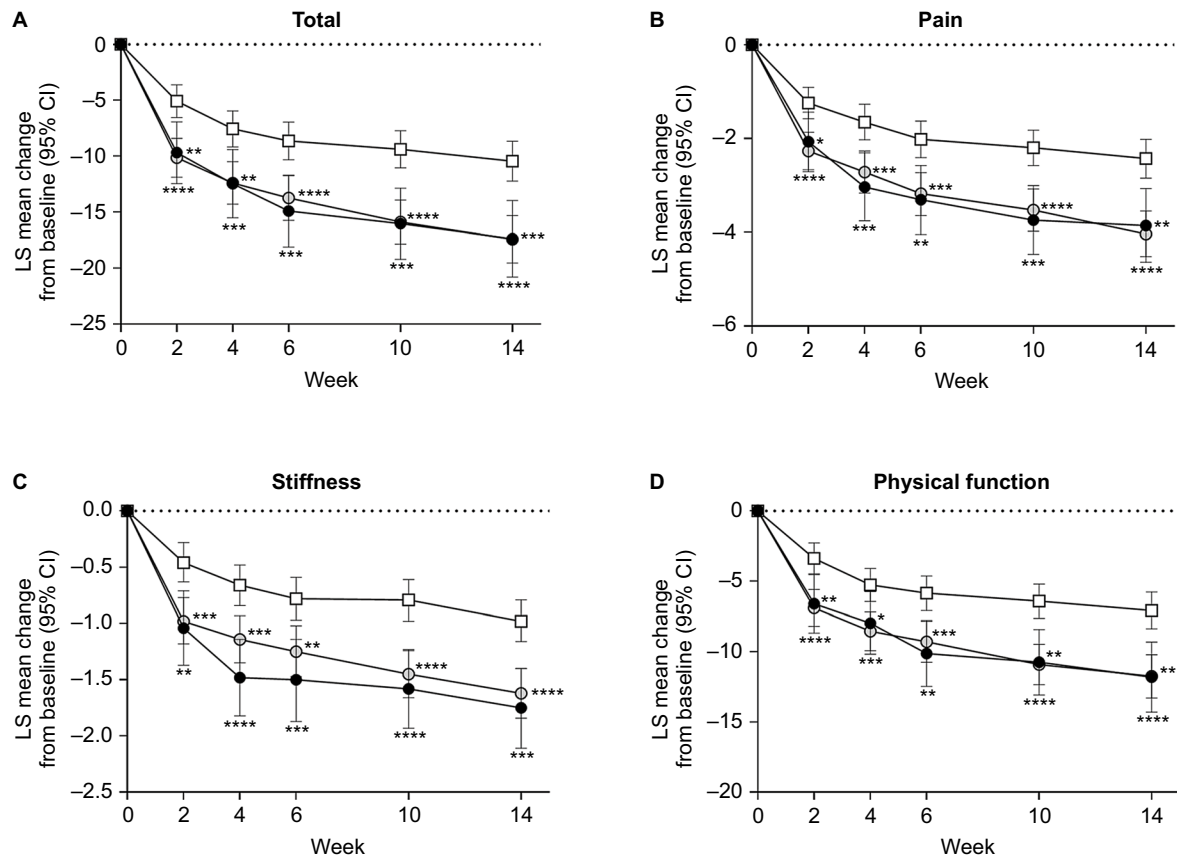 A Total
0
–5
–10
–15
–20
–25
LS mean change
from baseline (95% CI)
** ** **** **** ***
**** *** *** *** ****
0 2 4 6 10 14
Week
B Pain
0
–2
–4
–6
LS mean change
from baseline (95% CI)
* *** *** **** **
**** *** ** *** ****
0 2 4 6 10 14
Week
C Stiffness
0.0
–0.5
–1.0
–1.5
–2.0
–2.5
LS mean change
from baseline (95% CI)
*** *** ** **** ****
** **** *** **** ***
0 2 4 6 10 14
Week
D Physical function
0
–5
–10
–15
–20
LS mean change
from baseline (95% CI)
** * *** ** **
**** *** ** **** ****
0 2 4 6 10 14
Week